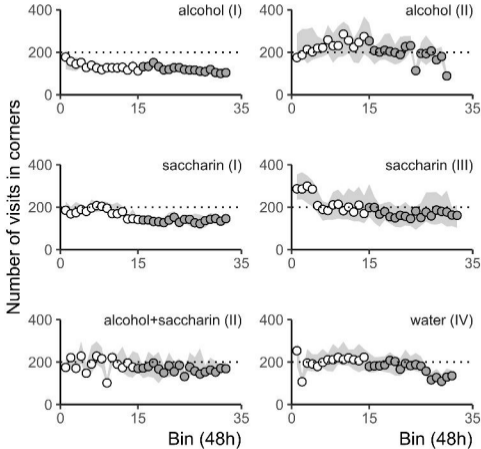 Number of visits in corners
alcohol (I)
400
200
0
0 15 35
alcohol (II)
400
200
0
0 15 35
saccharin (I)
400
200
0
0 15 35
saccharin (III)
400
200
0
0 15 35
alcohol+saccharin (II)
400
200
0
0 15 35
Bin (48h)
water (IV)
400
200
0
0 15 35
Bin (48h)